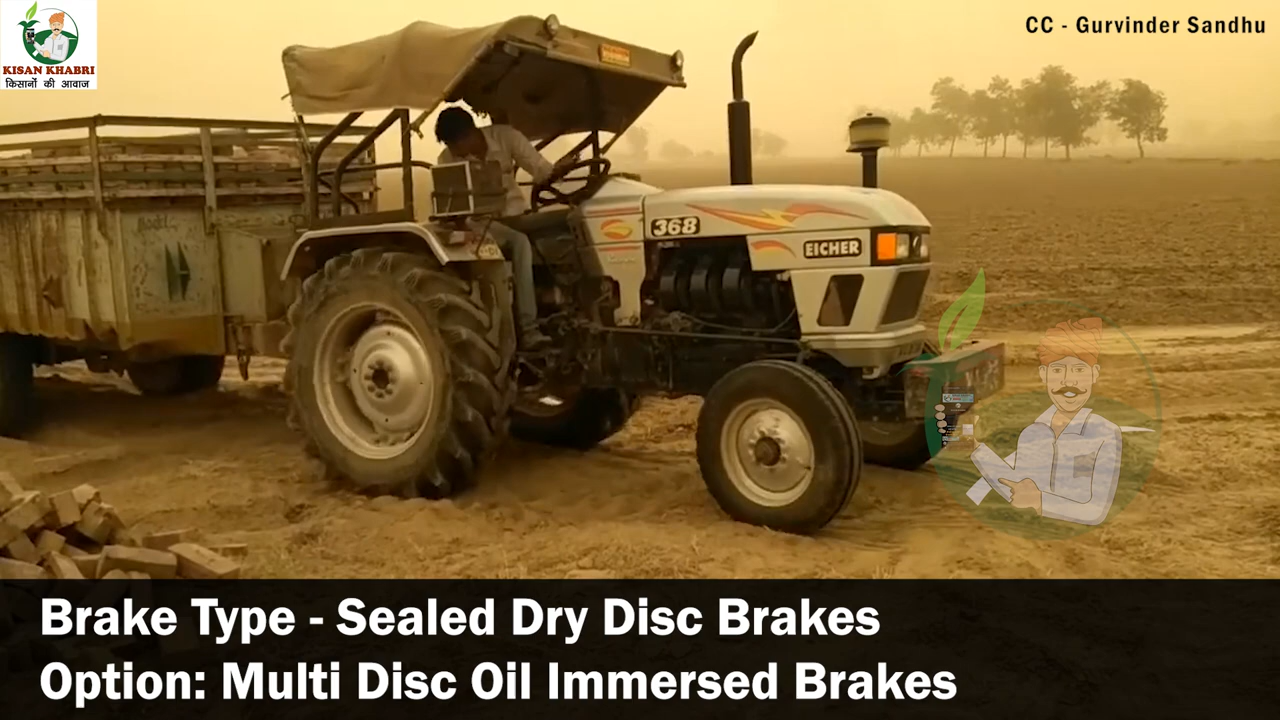 KISAN KHABRI
किसानों की आवाज
CC - Gurvinder Sandhu
368
EICHER
Brake Type - Sealed Dry Disc Brakes
Option: Multi Disc Oil Immersed Brakes